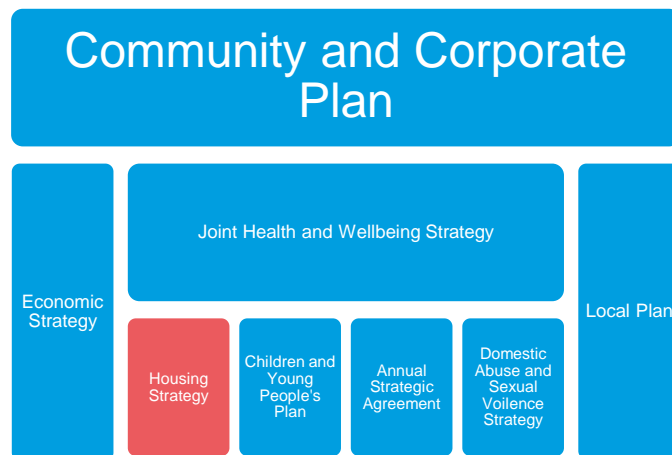 Community and Corporate
Plan
Joint Health and Wellbeing Strategy
Economic
Strategy
Local Plan
Housing
Strategy
Children and
Young
People's
Plan
Annual
Strategic
Agreement
Domestic
Abuse and
Sexual
Voilence
Strategy